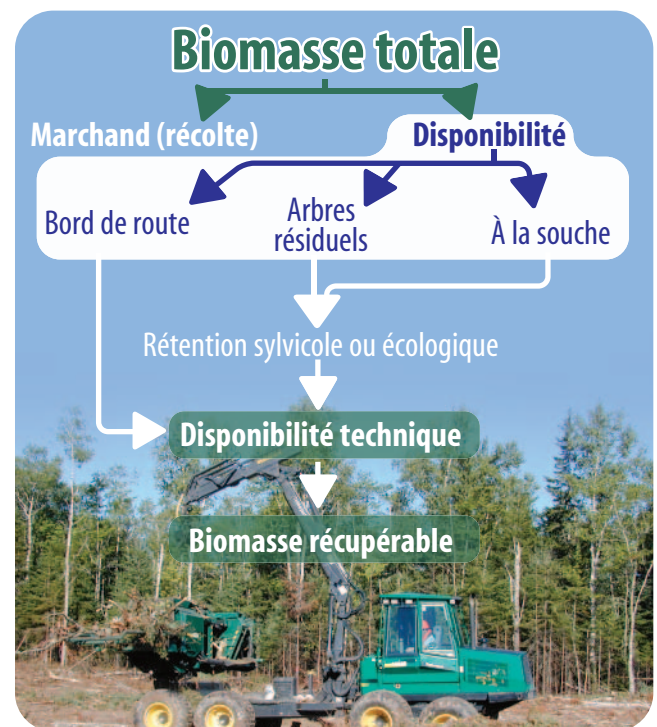 Biomasse totale
Marchand (récolte)
Disponibilité
Bord de route
Arbres
résiduels
À la souche
Rétention sylvicole ou écologique
Disponibilité technique
Biomasse récupérable